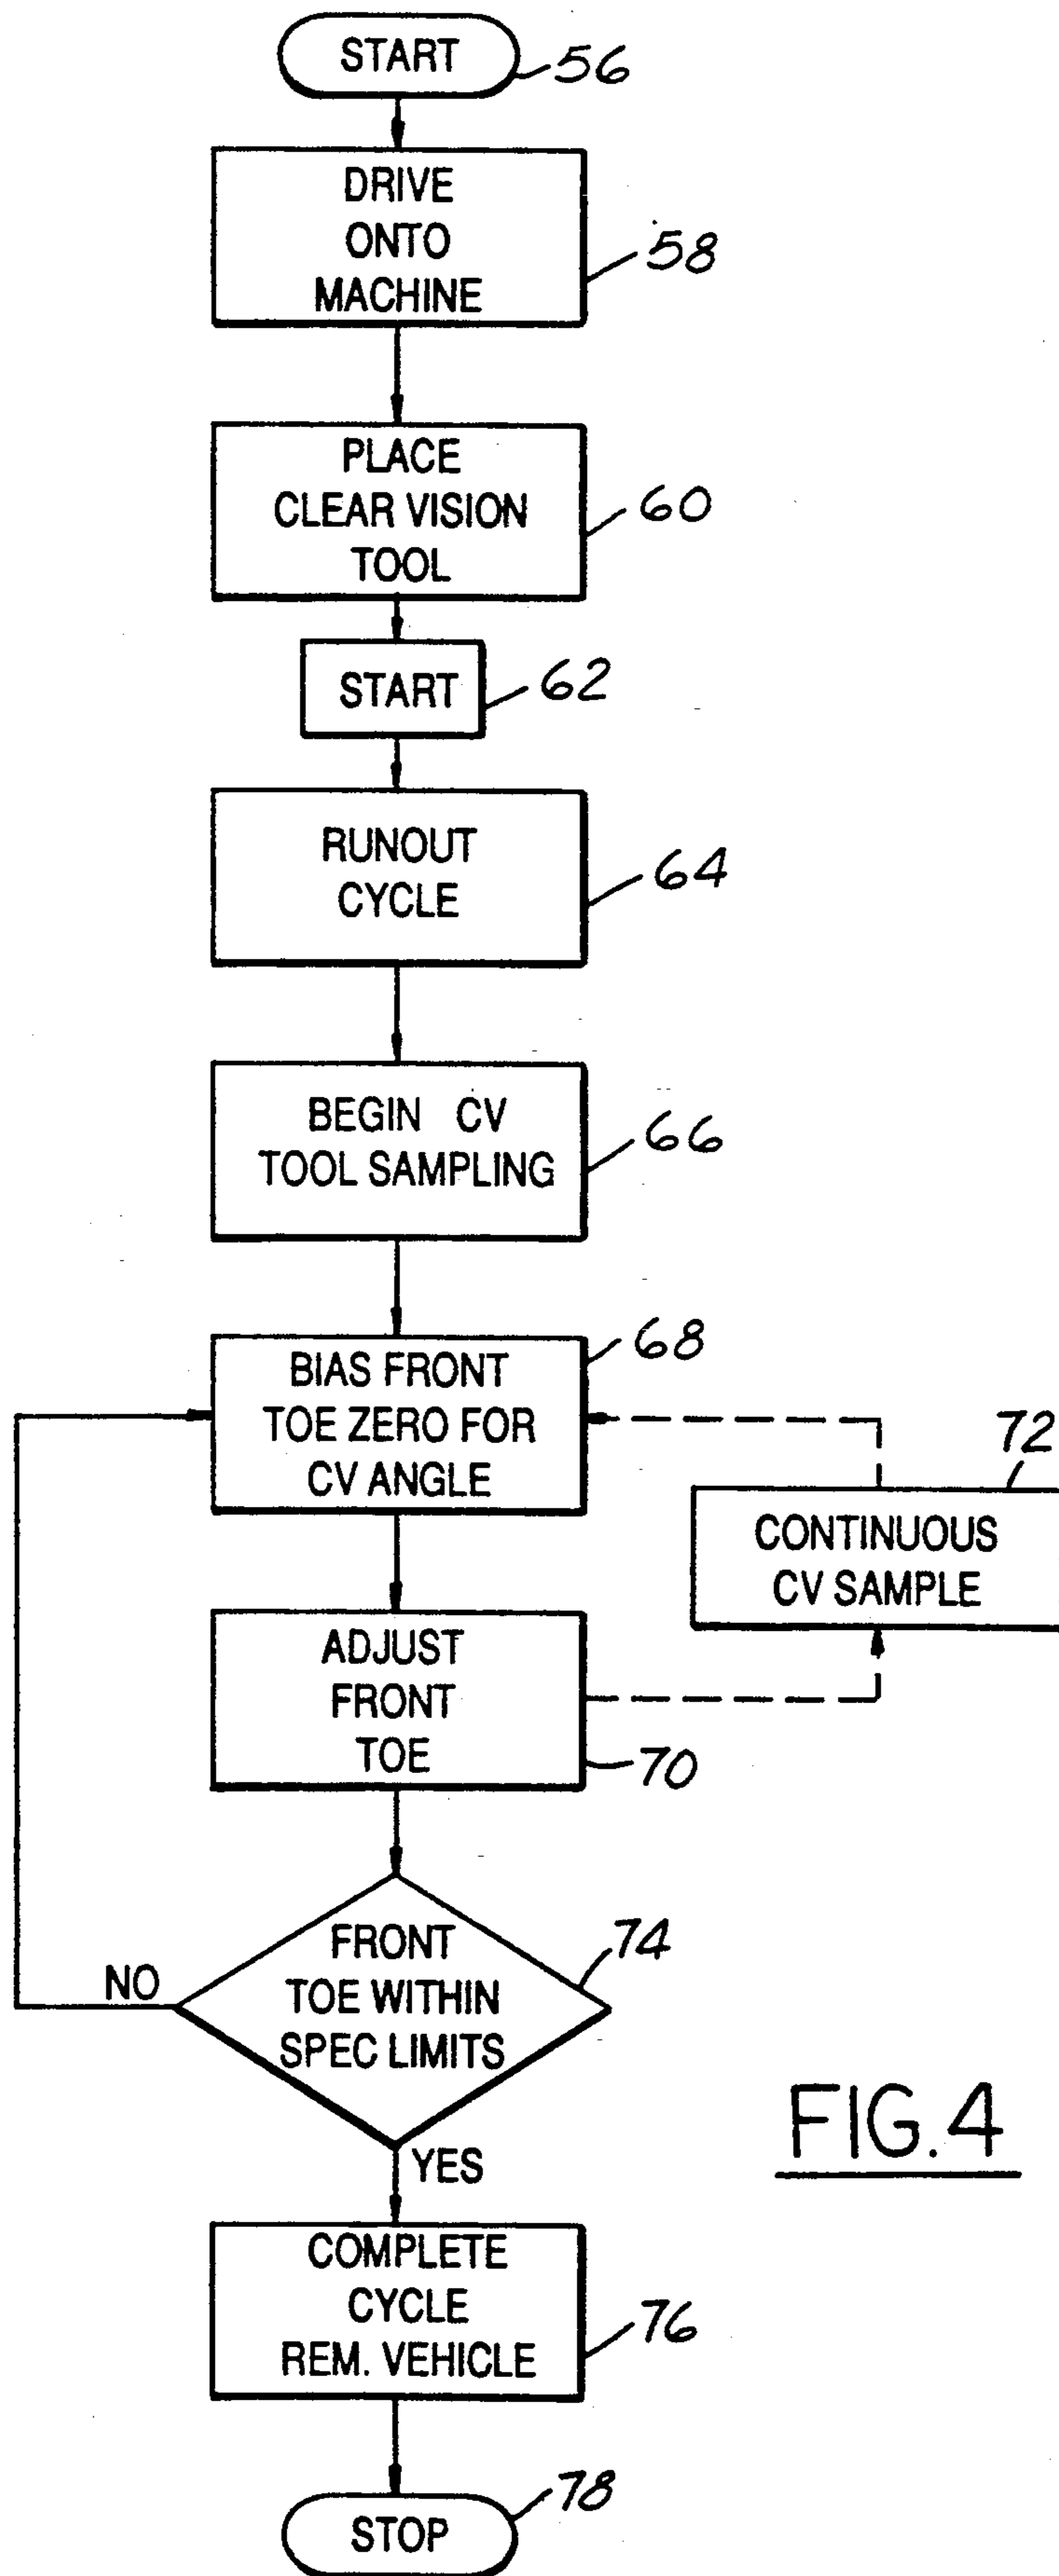 START
56
DRIVE
ONTO
MACHINE
58
PLACE
CLEAR VISION
TOOL
60
START
62
RUNOUT
CYCLE
64
BEGIN CV
TOOL SAMPLING
66
BIAS FRONT
TOE ZERO FOR
CV ANGLE
68
72
CONTINUOUS
CV SAMPLE
ADJUST
FRONT
TOE
70
FRONT
TOE WITHIN
SPEC LIMITS
74
NO
YES
FIG.4
COMPLETE
CYCLE
REM. VEHICLE
76
STOP
78